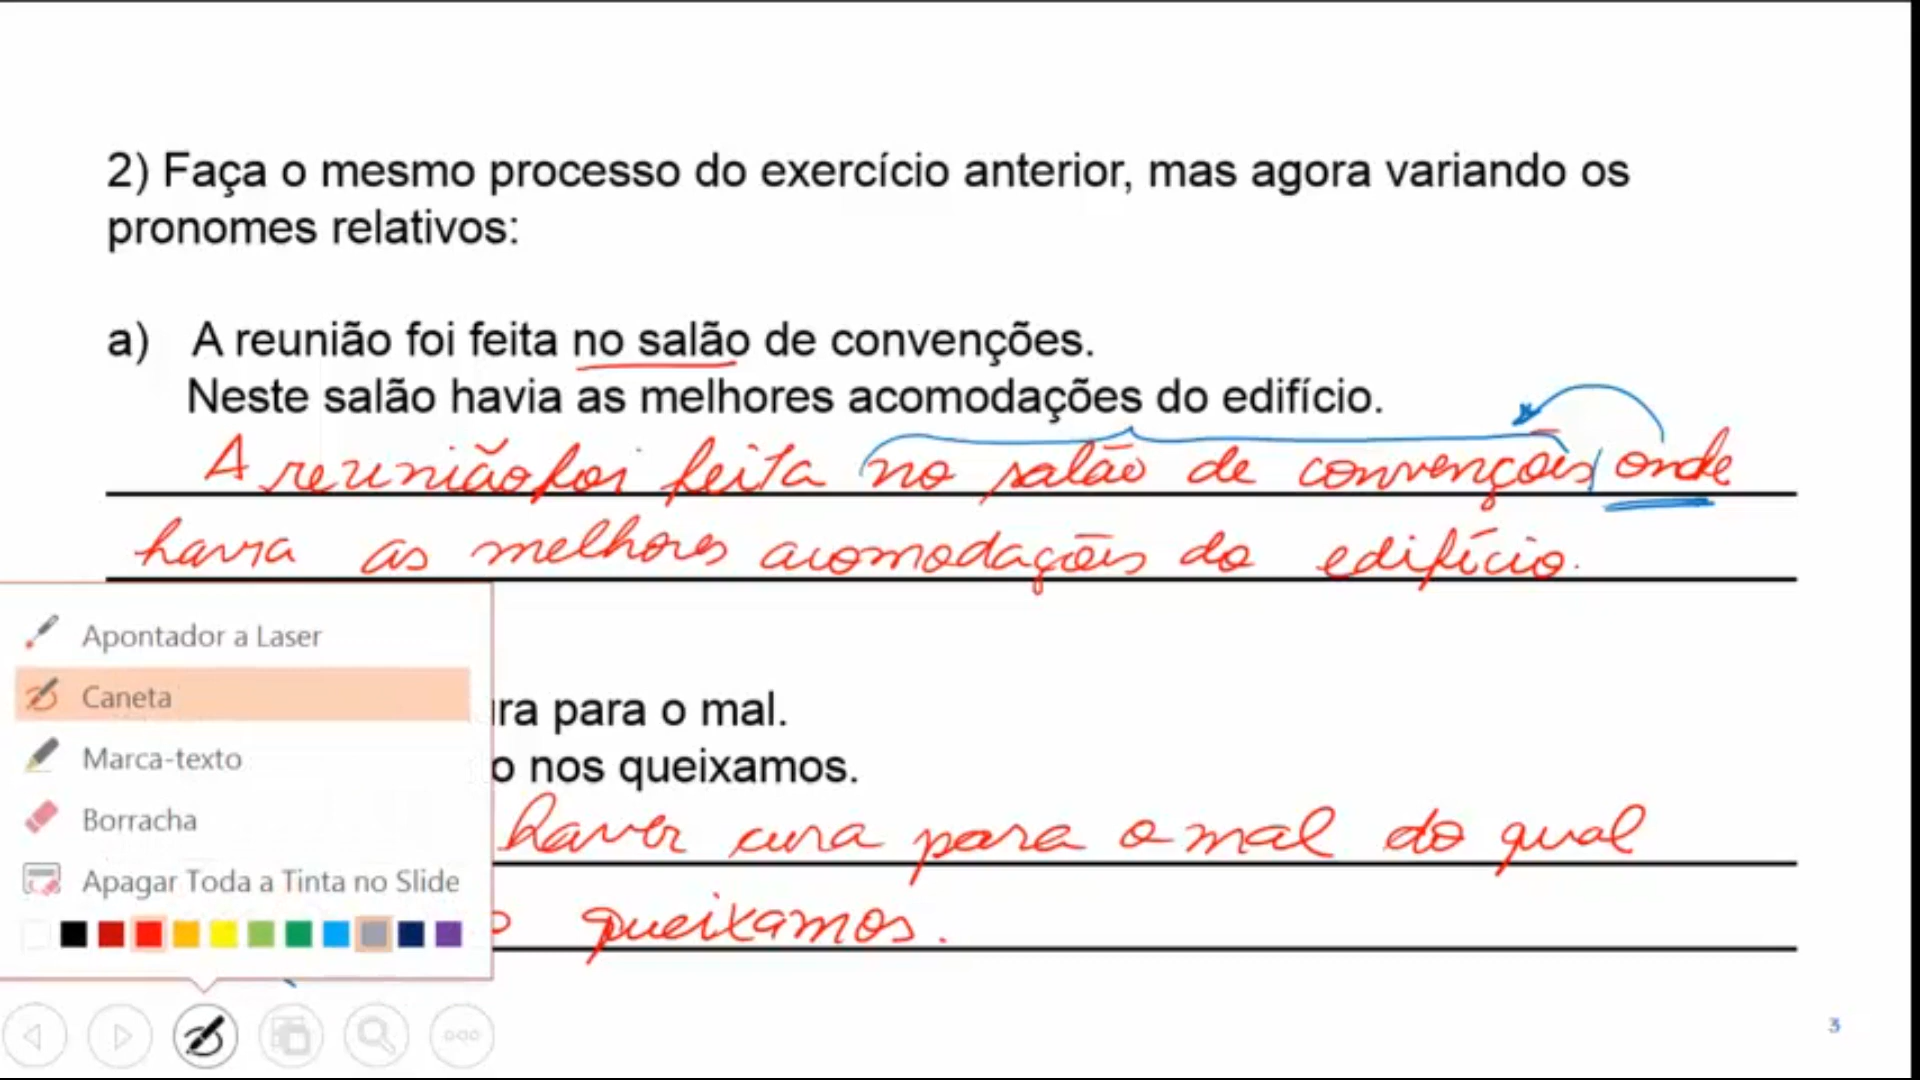 2) Faça o mesmo processo do exercício anterior, mas agora variando os
pronomes relativos:
a) A reunião foi feita no salão de convenções.
Neste salão havia as melhores acomodações do edifício.
A reunião foi feita no salão de convenções, onde
havia as melhores acomodações do edifício.
Apontador a Laser
Caneta
ra para o mal.
Marca-texto
o nos queixamos.
Borracha
haver cura para o mal do qual
Apagar Toda a Tinta no Slide
o queixamos.
3